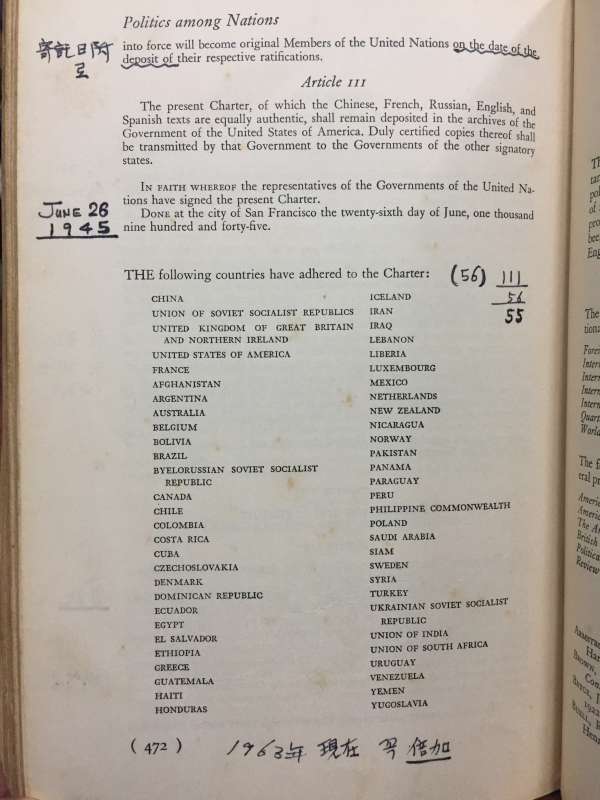 Politics among Nations
寄託日附
로
into force will become original Members of the United Nations on the date of the
deposit of their respective ratifications.
Article 111
The present Charter, of which the Chinese, French, Russian, English, and
Spanish texts are equally authentic, shall remain deposited in the archives of the
Government of the United States of America. Duly certified copies thereof shall
be transmitted by that Government to the Governments of the other signatory
states.
IN FAITH WHEREOF the representatives of the Governments of the United Na-
tions have signed the present Charter.
DONE at the city of San Francisco the twenty-sixth day of June, one thousand
nine hundred and forty-five.
JUNE 26
1945
THE following countries have adhered to the Charter:
(56) 111
56
55
CHINA
UNION OF SOVIET SOCIALIST REPUBLICS
UNITED KINGDOM OF GREAT BRITAIN
AND NORTHERN IRELAND
UNITED STATES OF AMERICA
FRANCE
AFGHANISTAN
ARGENTINA
AUSTRALIA
BELGIUM
BOLIVIA
BRAZIL
BYELORUSSIAN SOVIET SOCIALIST
REPUBLIC
CANADA
CHILE
COLOMBIA
COSTA RICA
CUBA
CZECHOSLOVAKIA
DENMARK
DOMINICAN REPUBLIC
ECUADOR
EGYPT
EL SALVADOR
ETHIOPIA
GREECE
GUATEMALA
HAITI
HONDURAS
ICELAND
IRAN
IRAQ
LEBANON
LIBERIA
LUXEMBOURG
MEXICO
NETHERLANDS
NEW ZEALAND
NICARAGUA
NORWAY
PAKISTAN
PANAMA
PARAGUAY
PERU
PHILIPPINE COMMONWEALTH
POLAND
SAUDI ARABIA
SIAM
SWEDEN
SYRIA
TURKEY
UKRAINIAN SOVIET SOCIALIST
REPUBLIC
UNION OF INDIA
UNION OF SOUTH AFRICA
URUGUAY
VENEZUELA
YEMEN
YUGOSLAVIA
( 472 )
1963年 現在 꼭 倍加